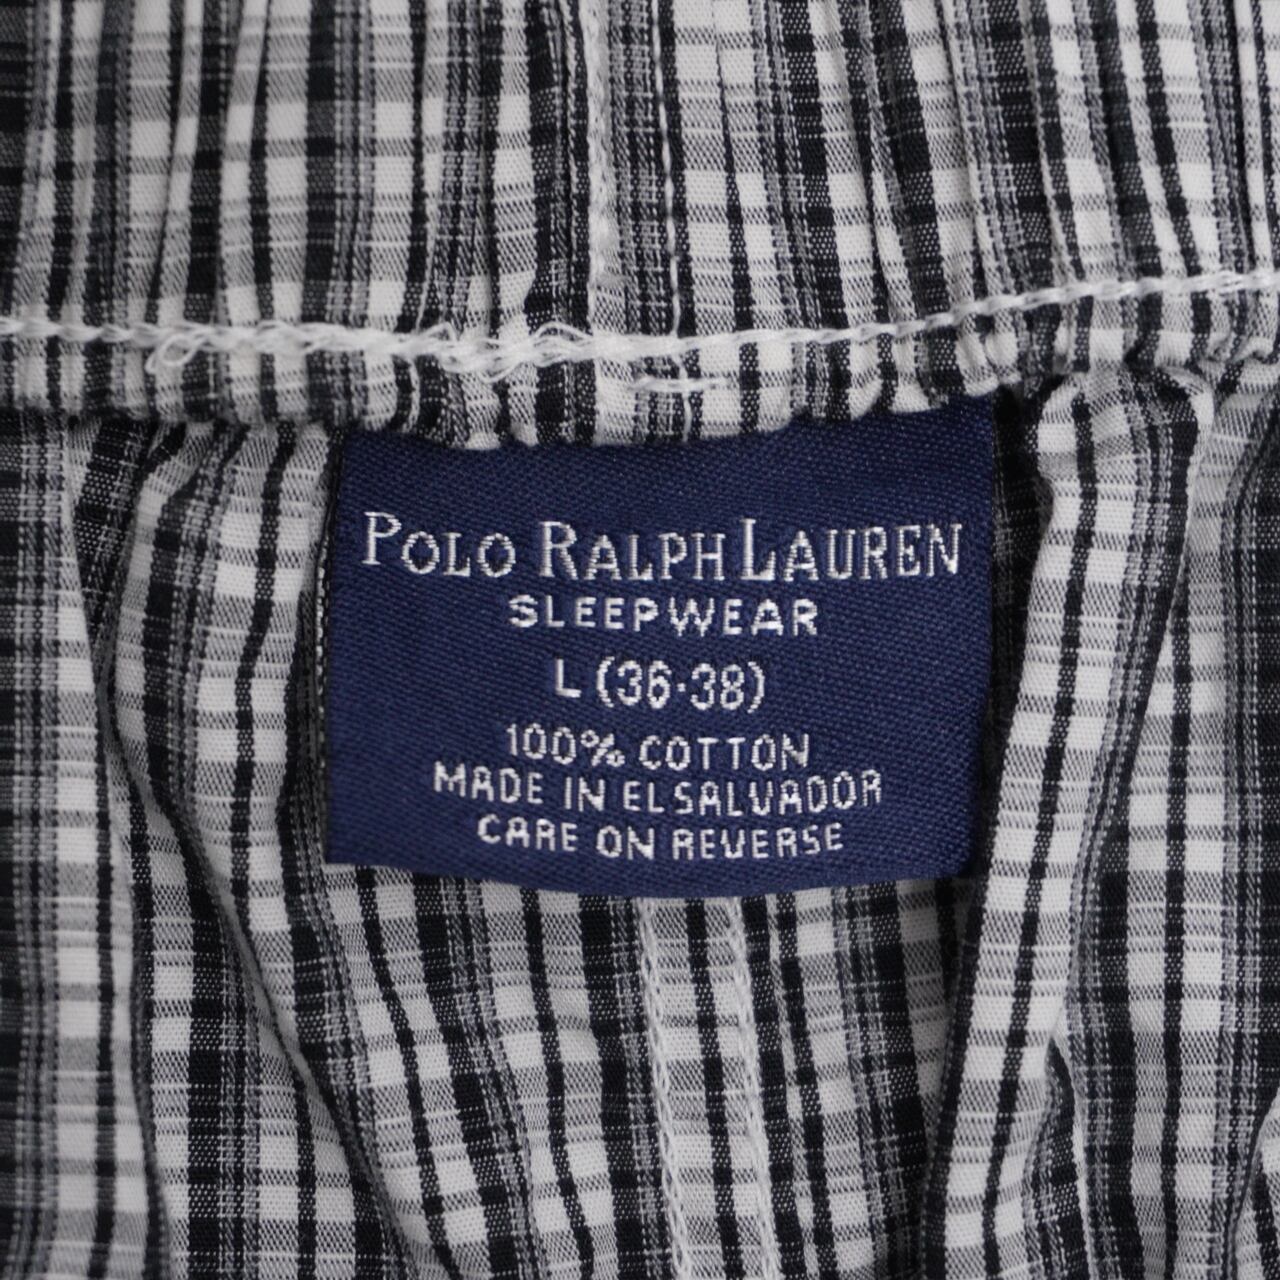 POLO RALPH LAUREN
SLEEPWEAR
L (36-38)
100% COTTON
MADE IN EL SALVADOR
CARE ON REVERSE